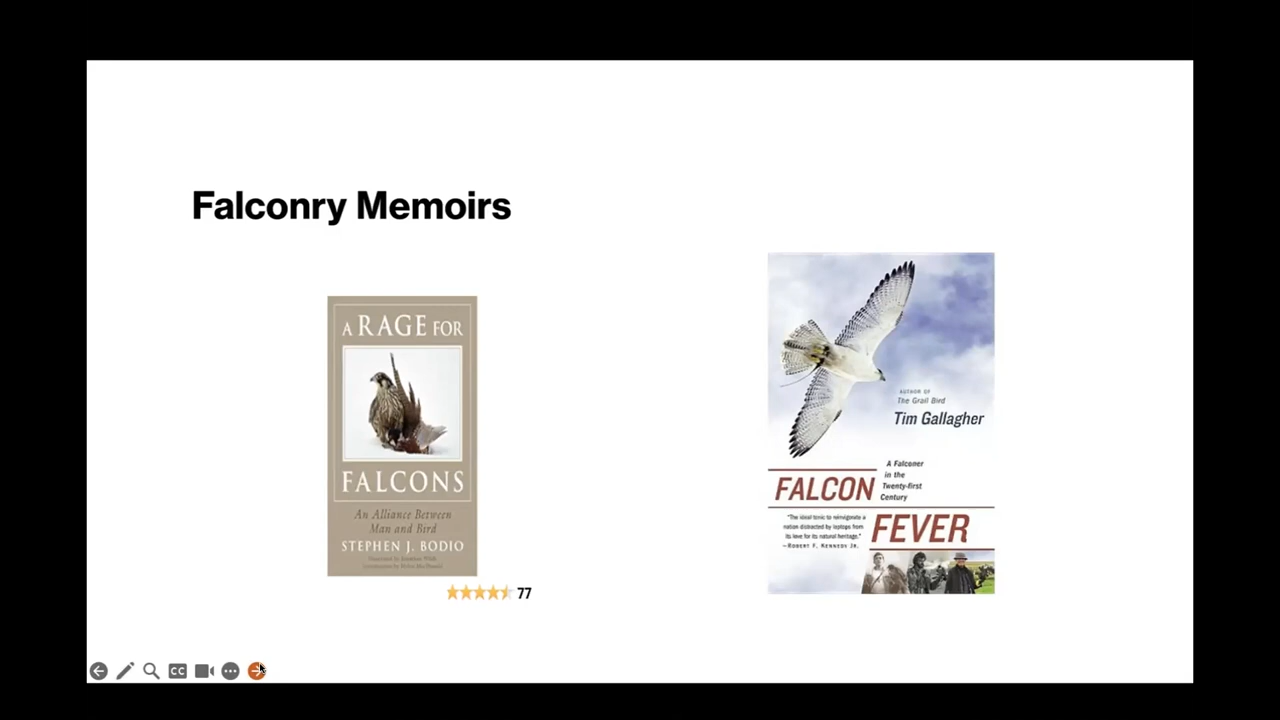 Falconry Memoirs
A RAGE FOR
FALCONS
An Alliance Between
Man and Bird
STEPHEN J. BODIO
77
AUTHOR OF
The Grail Bird
Tim Gallagher
A Falconer
in the
Twenty-first
Century
FALCON
FEVER
"The ideal tonic to reinvigorate a
nation distracted by laptops from
its love for its natural heritage."
—ROBERT F. KENNEDY JR.
CC